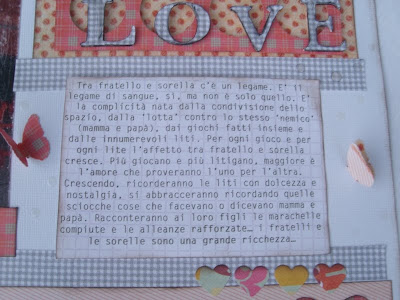 LOVE
Tra fratello e sorella c'è un legame. E' il
legame di sangue, si, ma non è solo quello. E'
la complicità nata dalla condivisione dello
spazio, dalla 'lotta' contro lo stesso 'nemico'
(mamma e papà), dai giochi fatti insieme e
dalle innumerevoli liti. Per ogni gioco e per
ogni lite l'affetto tra fratello e sorella
cresce. Più giocano e più litigano, maggiore è
l'amore che proveranno l'uno per l'altra.
Crescendo, ricorderanno le liti con dolcezza e
nostalgia, si abbracceranno ricordando quelle
sciocche cose che facevano o dicevano mamma e
papà. Racconteranno ai loro figli le marachelle
compiute e le alleanze rafforzate… i fratelli e
le sorelle sono una grande ricchezza…